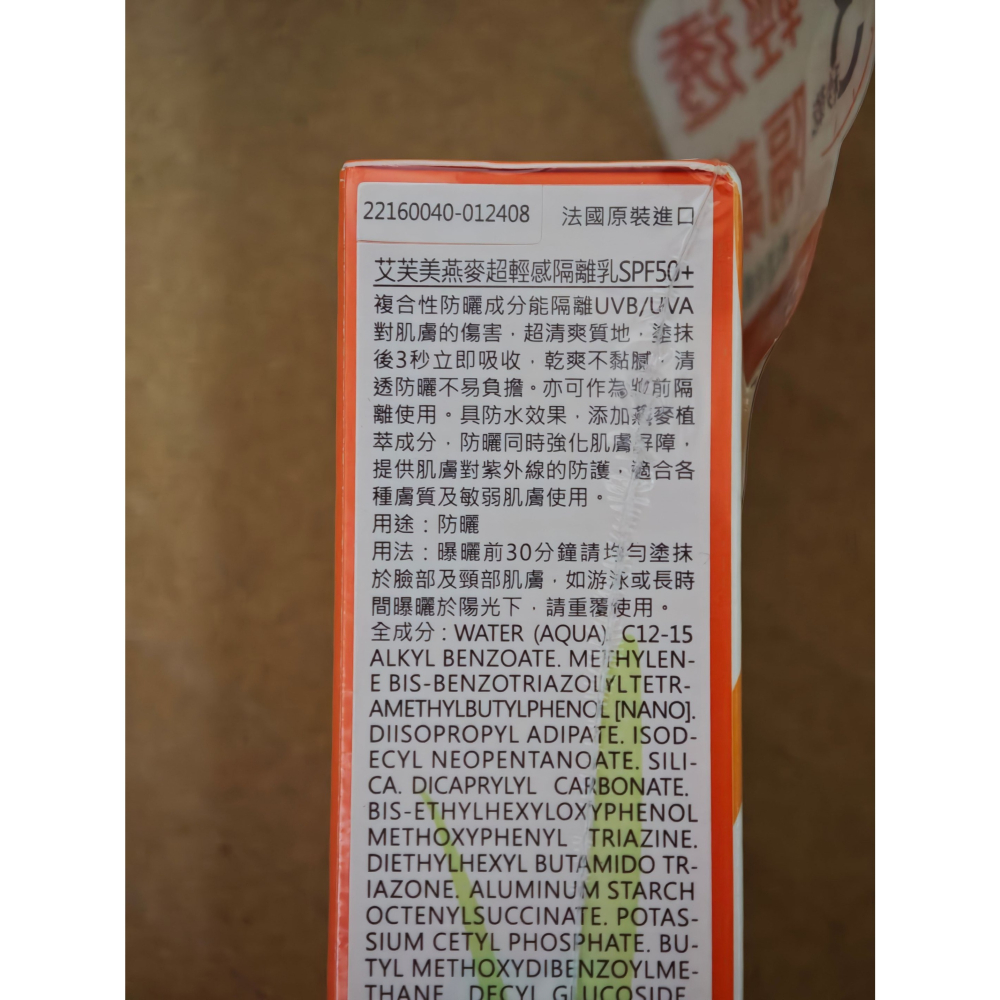 輕透
隔
22160040-012408 法國原裝進口
艾芙美燕麥超輕感隔離乳SPF50+
複合性防曬成分能隔離UVB/UVA
對肌膚的傷害，超清爽質地，塗抹
後3秒立即吸收，乾爽不黏膩，清
透防曬不易負擔。亦可作為妝前隔
離使用。具防水效果，添加燕麥植
萃成分，防曬同時強化肌膚屏障，
提供肌膚對紫外線的防護，適合各
種膚質及敏弱肌膚使用。
用途：防曬
用法：曝曬前30分鐘請均勻塗抹
於臉部及頸部肌膚，如游泳或長時
間曝曬於陽光下，請重覆使用。
全成分：WATER (AQUA). C12-15
ALKYL BENZOATE. METHYLEN-
E BIS-BENZOTRIAZOLYLTETR-
AMETHYLBUTYLPHENOL [NANO].
DIISOPROPYL ADIPATE. ISOD-
ECYL NEOPENTANOATE. SILI-
CA. DICAPRYLYL CARBONATE.
BIS-ETHYLHEXYLOXYPHENOL
METHOXYPHENYL TRIAZINE.
DIETHYLHEXYL BUTAMIDO TR-
IAZONE. ALUMINUM STARCH
OCTENYLSUCCINATE. POTAS-
SIUM CETYL PHOSPHATE. BU-
TYL METHOXYDIBENZOYLME-
THANE. DECYL GLUCOSIDE.